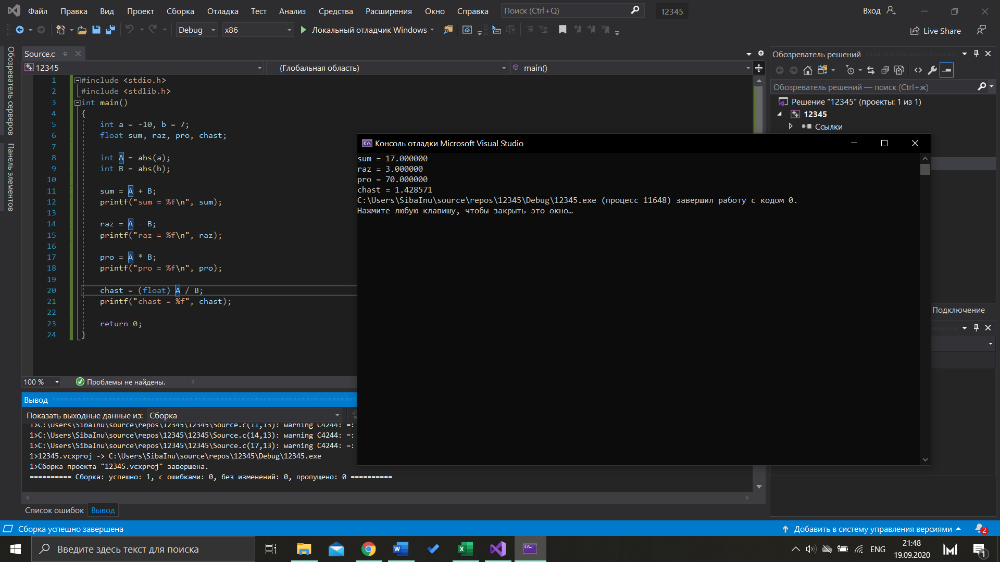 Файл Правка Вид Проект Сборка Отладка Тест Анализ Средства Расширения Окно Справка Поиск (Ctrl+Q) 12345 Вход
Debug x86 Локальный отладчик Windows Live Share
Обозреватель серверов
Панель элементов
Source.c
12345 (Глобальная область) main()
1 #include <stdio.h>
2 #include <stdlib.h>
3 int main()
4 {
5 int a = -10, b = 7;
6 float sum, raz, pro, chast;
7
8 int A = abs(a);
9 int B = abs(b);
10
11 sum = A + B;
12 printf("sum = %f\n", sum);
13
14 raz = A - B;
15 printf("raz = %f\n", raz);
16
17 pro = A * B;
18 printf("pro = %f\n", pro);
19
20 chast = (float) A / B;
21 printf("chast = %f", chast);
22
23 return 0;
24 }
100 % Проблемы не найдены.
Консоль отладки Microsoft Visual Studio
sum = 17.000000
raz = 3.000000
pro = 70.000000
chast = 1.428571
C:\Users\SibaInu\source\repos\12345\Debug\12345.exe (процесс 11648) завершил работу с кодом 0.
Нажмите любую клавишу, чтобы закрыть это окно…
Обозреватель решений
Обозреватель решений — поиск (Ctrl+ж)
Решение "12345" (проекты: 1 из 1)
12345
Ссылки
Подключение
Вывод
Показать выходные данные из: Сборка
1>C:\Users\SibaInu\source\repos\12345\12345\Source.c(11,13): warning C4244: =:
1>C:\Users\SibaInu\source\repos\12345\12345\Source.c(14,13): warning C4244: =:
1>C:\Users\SibaInu\source\repos\12345\12345\Source.c(17,13): warning C4244: =:
1>12345.vcxproj -> C:\Users\SibaInu\source\repos\12345\Debug\12345.exe
1>Сборка проекта "12345.vcxproj" завершена.
========== Сборка: успешно: 1, с ошибками: 0, без изменений: 0, пропущено: 0 ==========
Список ошибок Вывод
Сборка успешно завершена Добавить в систему управления версиями 2
Введите здесь текст для поиска ENG 21:48
19.09.2020 1